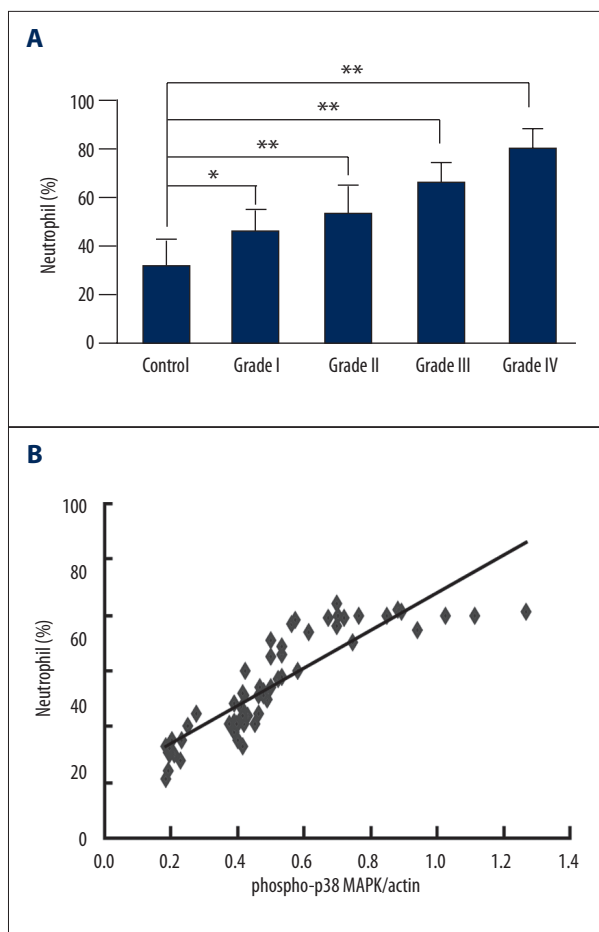 A
**
**
**
*
100
80
60
40
20
0
Neutrophil (%)
Control Grade I Grade II Grade III Grade IV
B
100
80
60
40
20
0
Neutrophil (%)
0.0 0.2 0.4 0.6 0.8 1.0 1.2 1.4
phospho-p38 MAPK/actin